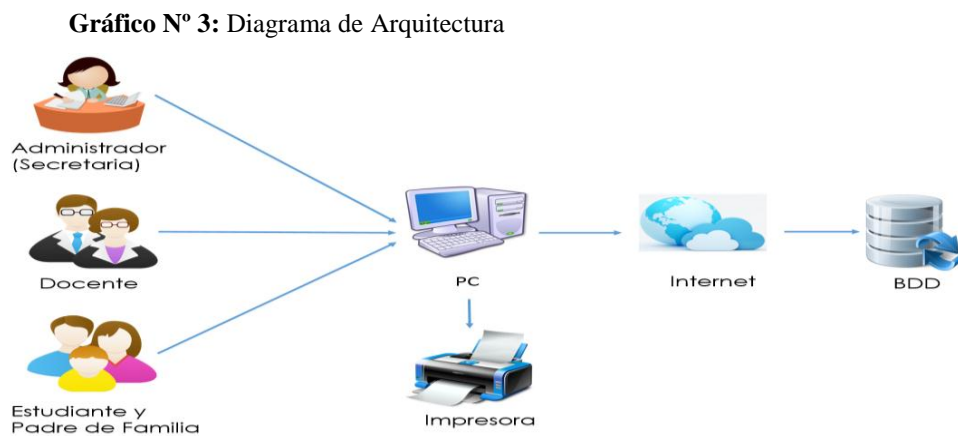 Gráfico Nº 3: Diagrama de Arquitectura
Administrador
(Secretaria)
Docente
Estudiante y
Padre de Familia
PC
Impresora
Internet
BDD